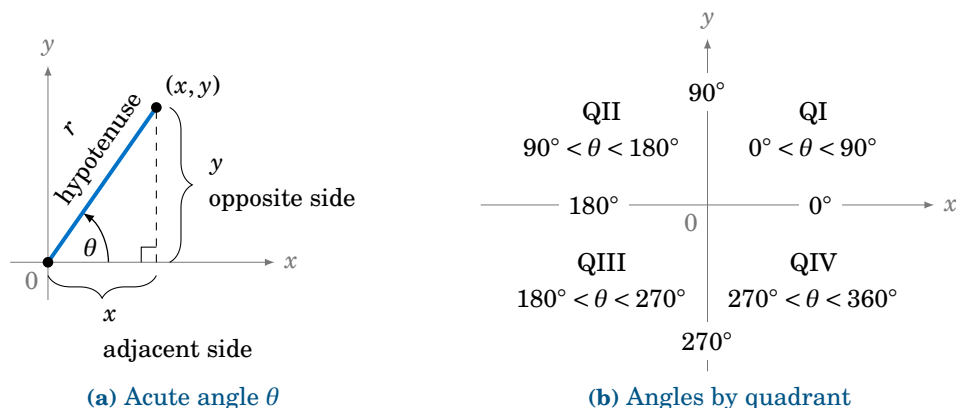 y
(x, y)
r
hypotenuse
y
opposite side
θ
0
x
x
adjacent side
(a) Acute angle θ
y
90°
QII
QI
90° < θ < 180°
0° < θ < 90°
180°
0°
x
0
QIII
QIV
180° < θ < 270°
270° < θ < 360°
270°
(b) Angles by quadrant